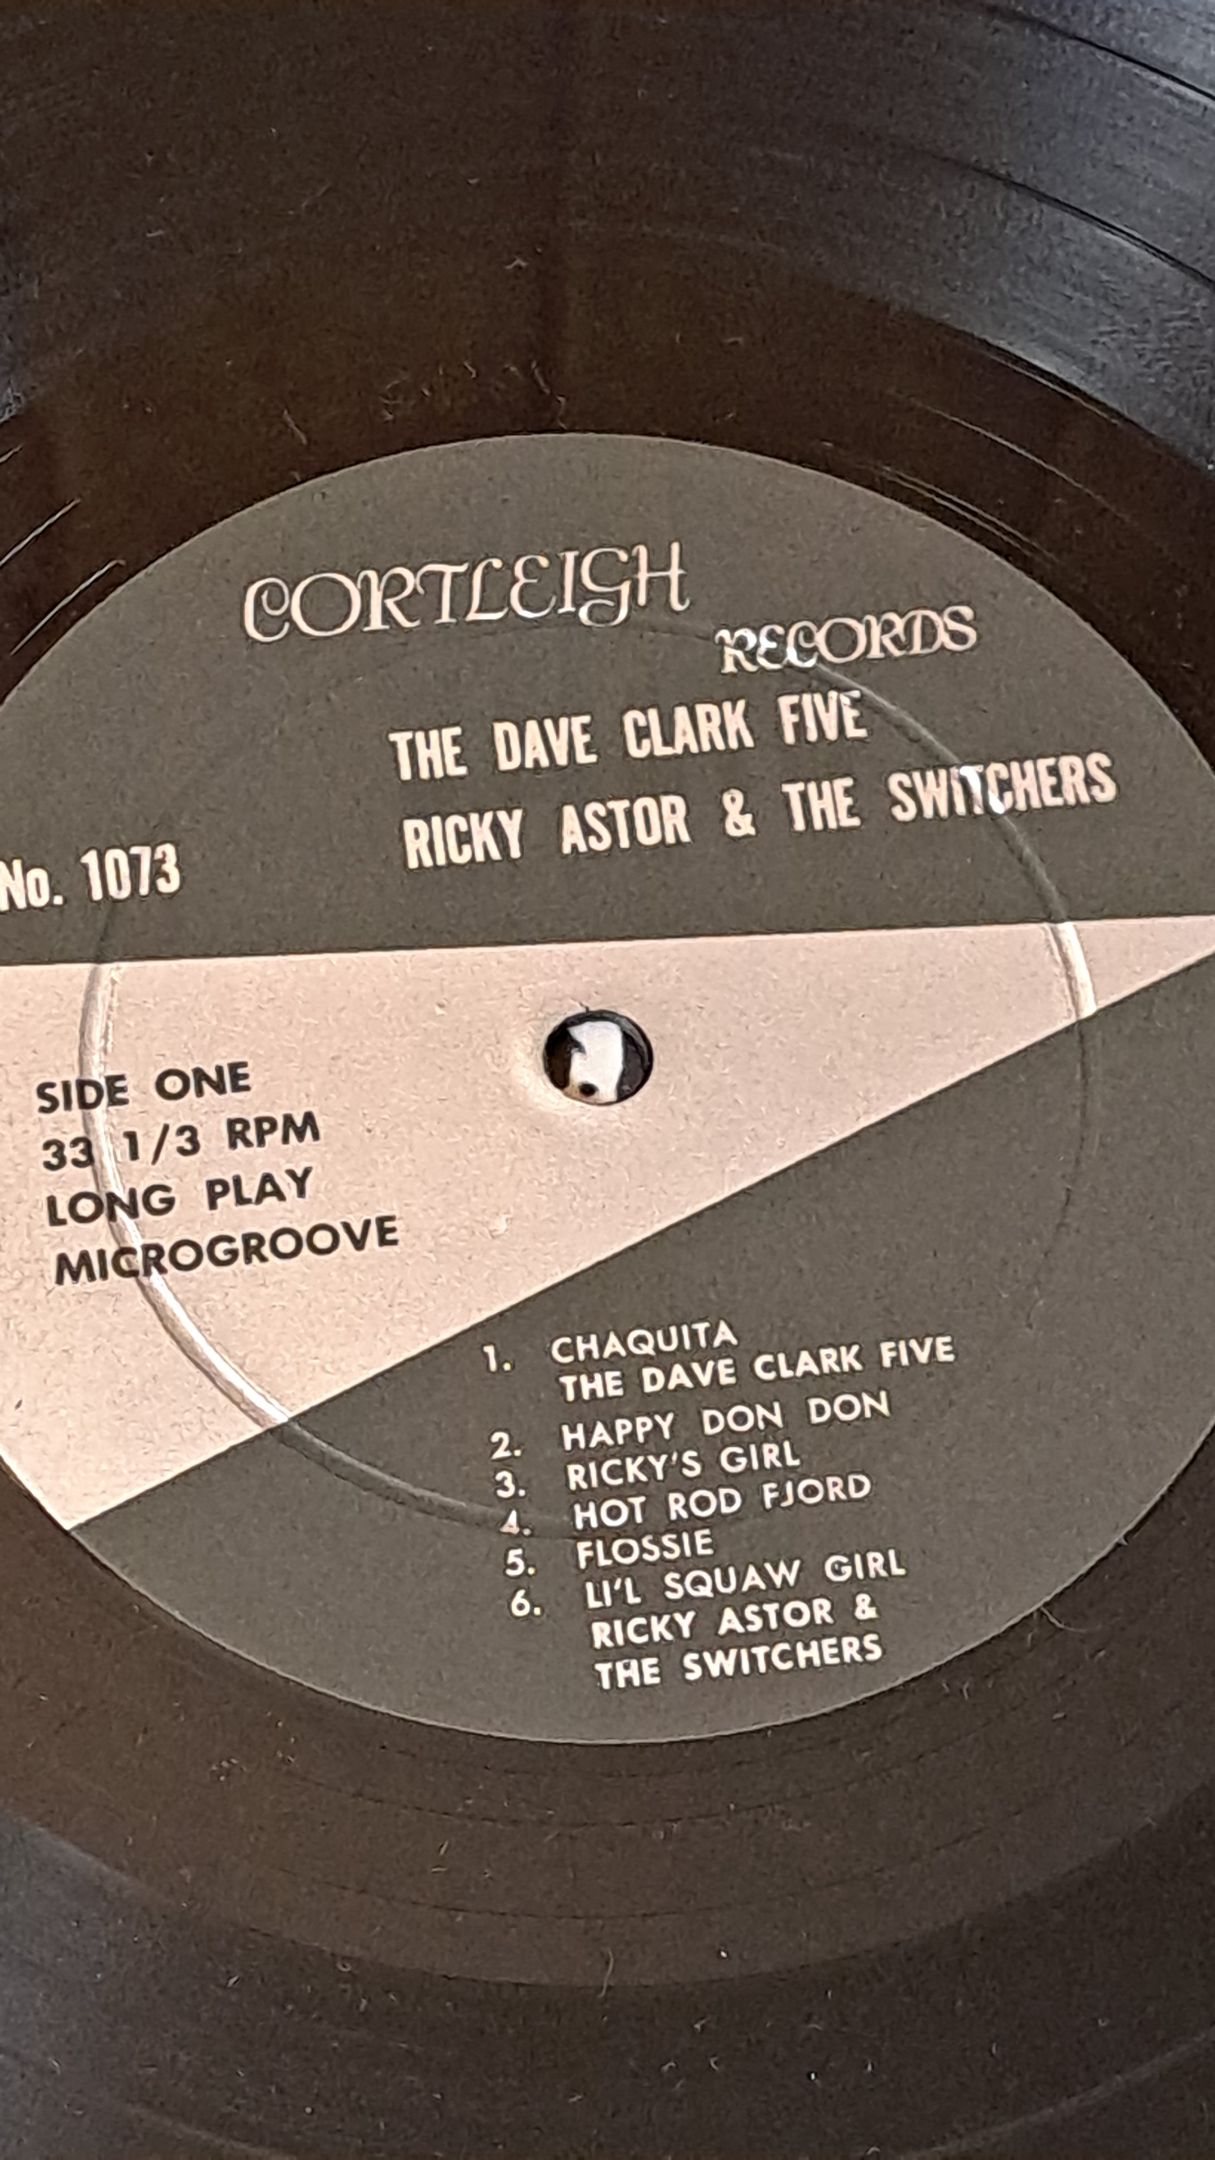 CORTLEIGH
RECORDS
THE DAVE CLARK FIVE
RICKY ASTOR & THE SWITCHERS
No. 1073
SIDE ONE
33 1/3 RPM
LONG PLAY
MICROGROOVE
1. CHAQUITA
THE DAVE CLARK FIVE
2. HAPPY DON DON
3. RICKY'S GIRL
4. HOT ROD FJORD
5. FLOSSIE
6. LI'L SQUAW GIRL
RICKY ASTOR &
THE SWITCHERS